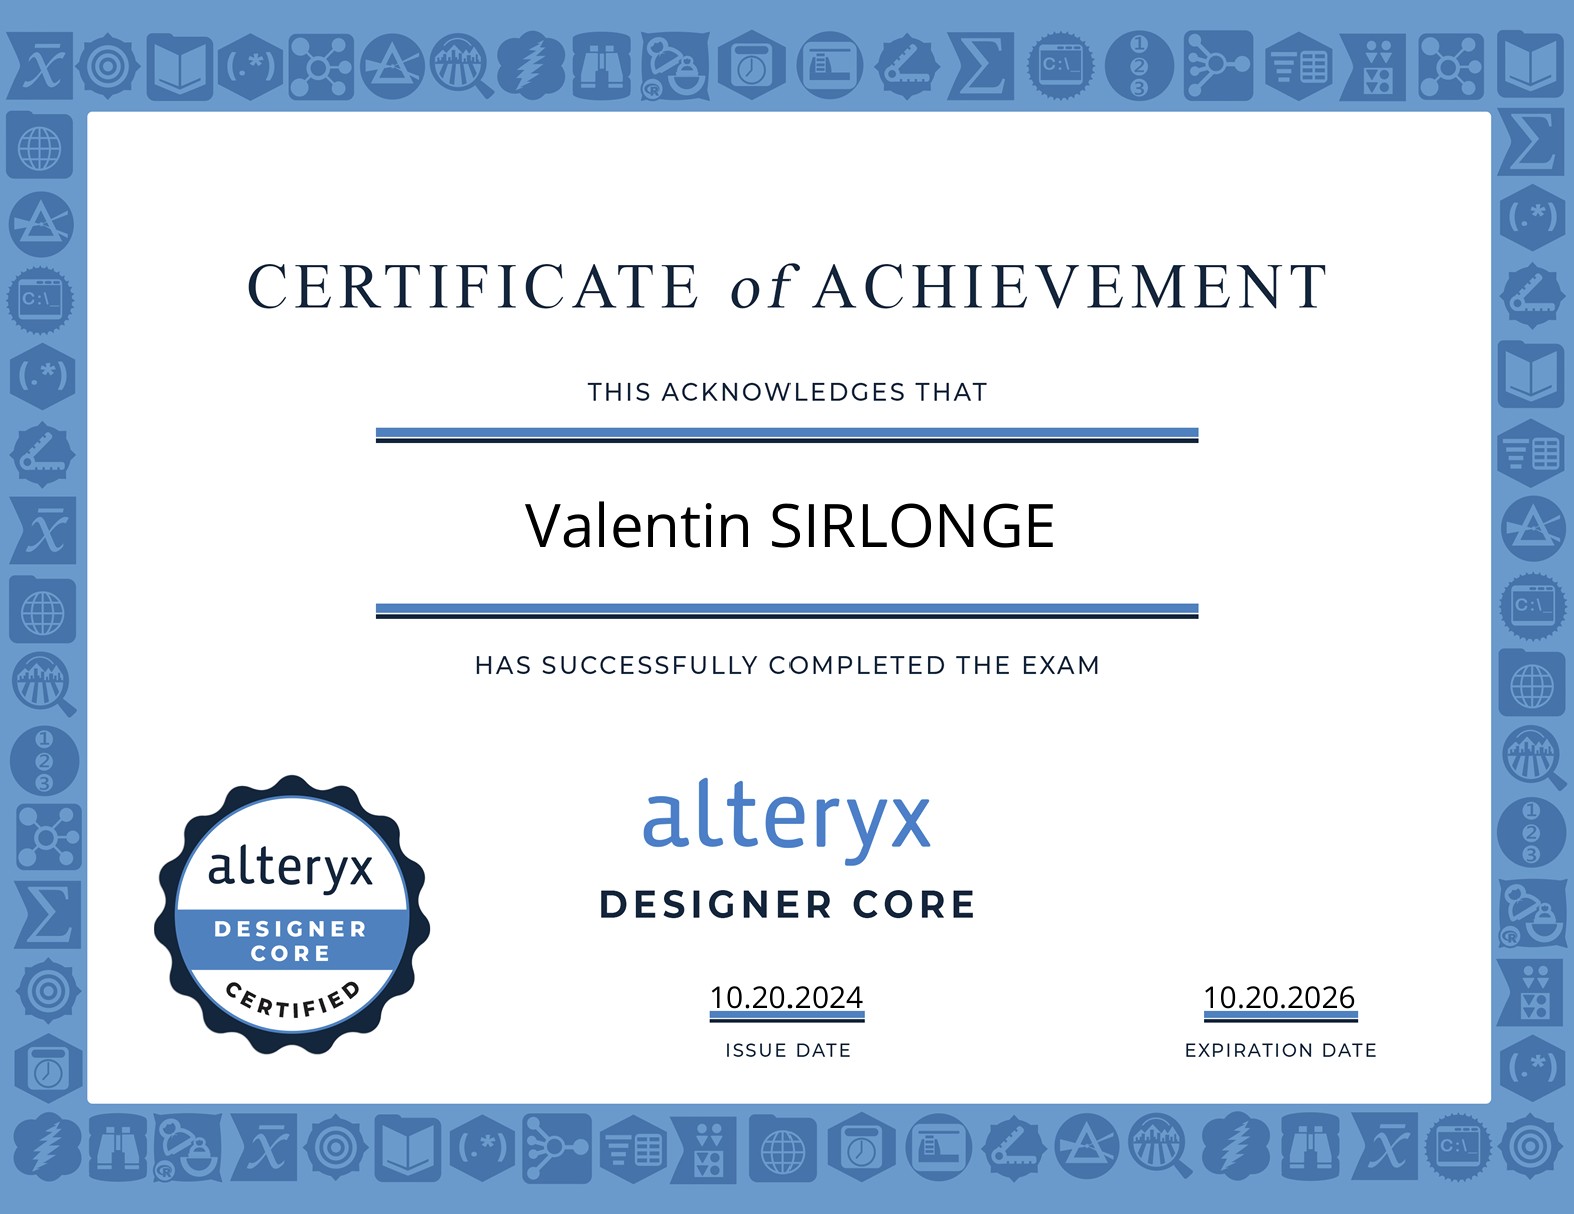 CERTIFICATE of ACHIEVEMENT
THIS ACKNOWLEDGES THAT
Valentin SIRLONGE
HAS SUCCESSFULLY COMPLETED THE EXAM
alteryx
DESIGNER CORE
alteryx
DESIGNER
CORE
CERTIFIED
10.20.2024
ISSUE DATE
10.20.2026
EXPIRATION DATE